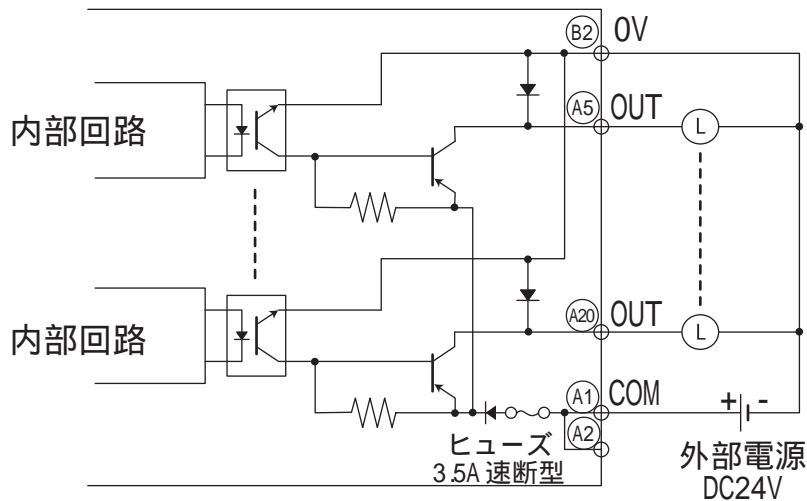 B2 0V
A5 OUT
内部回路
L
A20 OUT
内部回路
L
A1 COM
+ -
A2
ヒューズ
3.5A 速断型
外部電源
DC24V